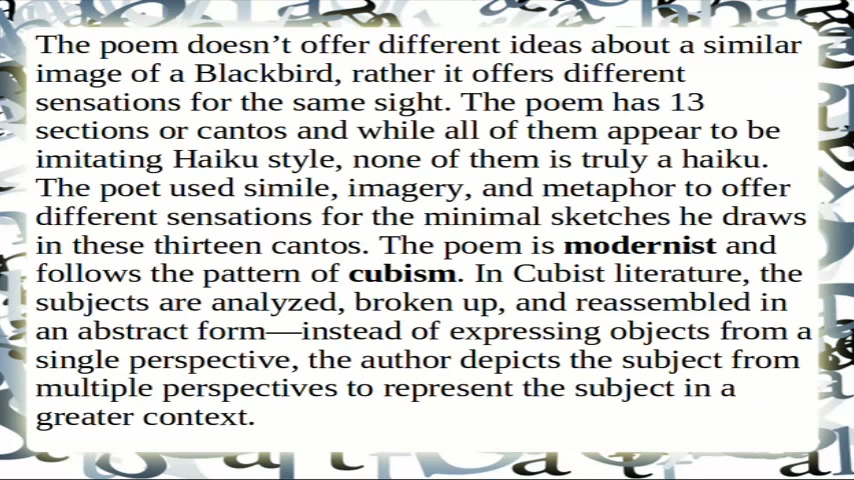 The poem doesn’t offer different ideas about a similar
image of a Blackbird, rather it offers different
sensations for the same sight. The poem has 13
sections or cantos and while all of them appear to be
imitating Haiku style, none of them is truly a haiku.
The poet used simile, imagery, and metaphor to offer
different sensations for the minimal sketches he draws
in these thirteen cantos. The poem is modernist and
follows the pattern of cubism. In Cubist literature, the
subjects are analyzed, broken up, and reassembled in
an abstract form—instead of expressing objects from a
single perspective, the author depicts the subject from
multiple perspectives to represent the subject in a
greater context.